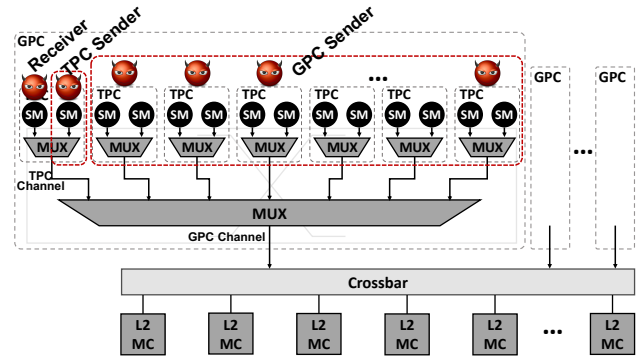 GPC
Receiver
TPC Sender
GPC Sender
...
GPC
GPC
TPC
TPC
TPC
TPC
TPC
TPC
SM
SM
SM
SM
SM
SM
SM
SM
SM
SM
SM
SM
SM
SM
...
MUX
MUX
MUX
MUX
MUX
MUX
MUX
TPC
Channel
MUX
GPC Channel
Crossbar
L2
MC
L2
MC
L2
MC
L2
MC
L2
MC
...
L2
MC